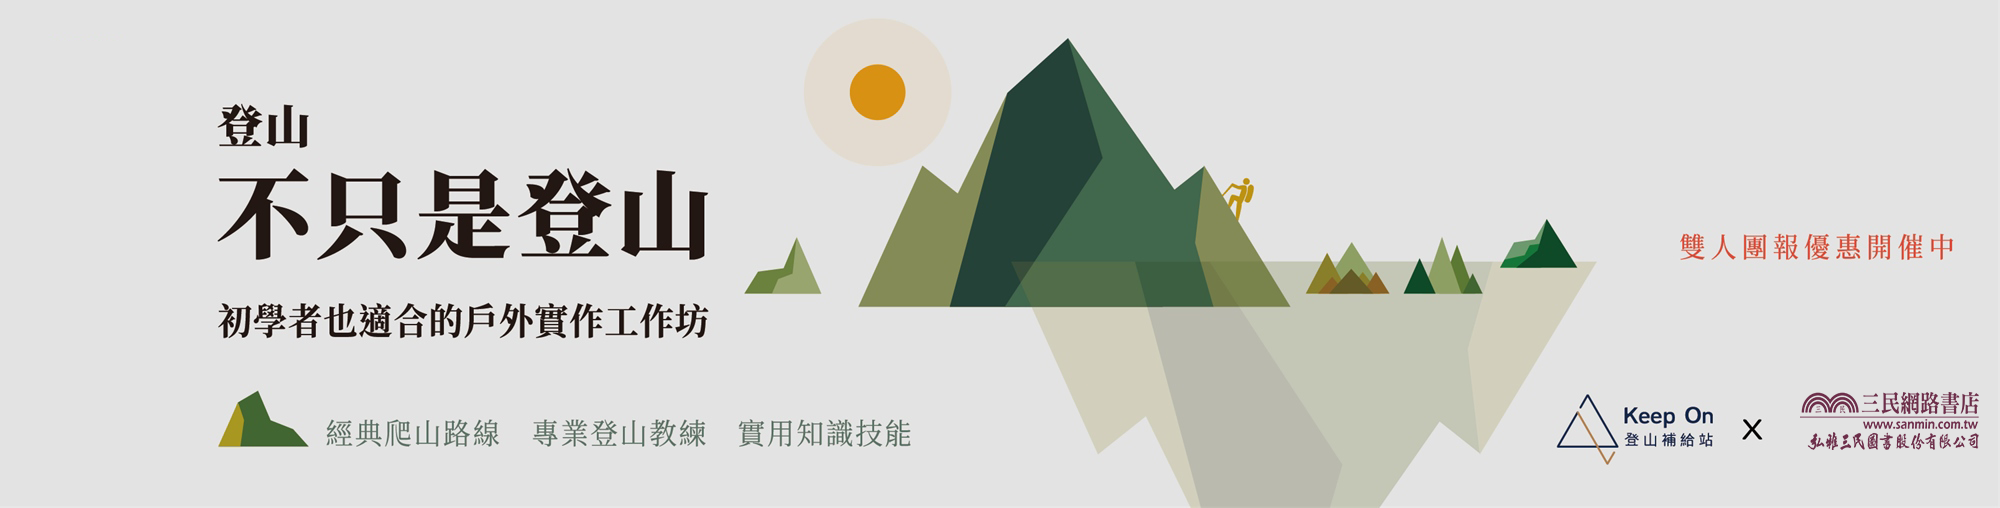 登山
不只是登山
初學者也適合的戶外實作工作坊
經典爬山路線 專業登山教練 實用知識技能
雙人團報優惠開催中
Keep On
登山補給站
X
三民網路書店
三 民
www.sanmin.com.tw
弘雅三民圖書股份有限公司